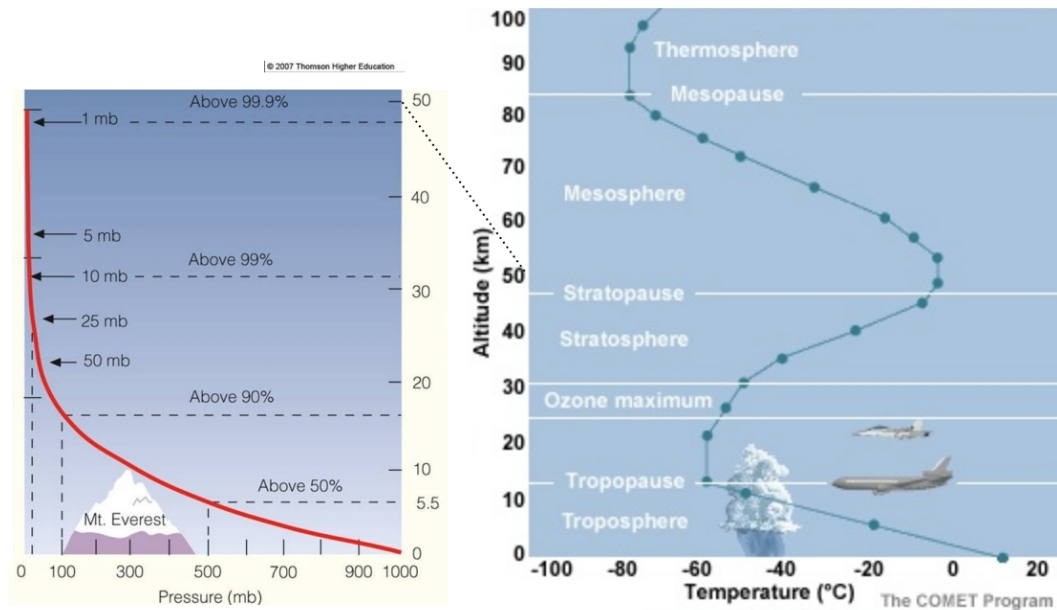 © 2007 Thomson Higher Education
Above 99.9%
50
1 mb
40
5 mb
Above 99%
10 mb
30
25 mb
50 mb
20
Above 90%
10
Above 50%
5.5
Mt. Everest
0
0 100 300 500 700 900 1000
Pressure (mb)
100
Thermosphere
90
Mesopause
80
70
Mesosphere
60
50
Stratopause
40
Stratosphere
30
Ozone maximum
20
Tropopause
10
Troposphere
0
Altitude (km)
-100 -80 -60 -40 -20 0 20
Temperature (°C)
The COMET Program